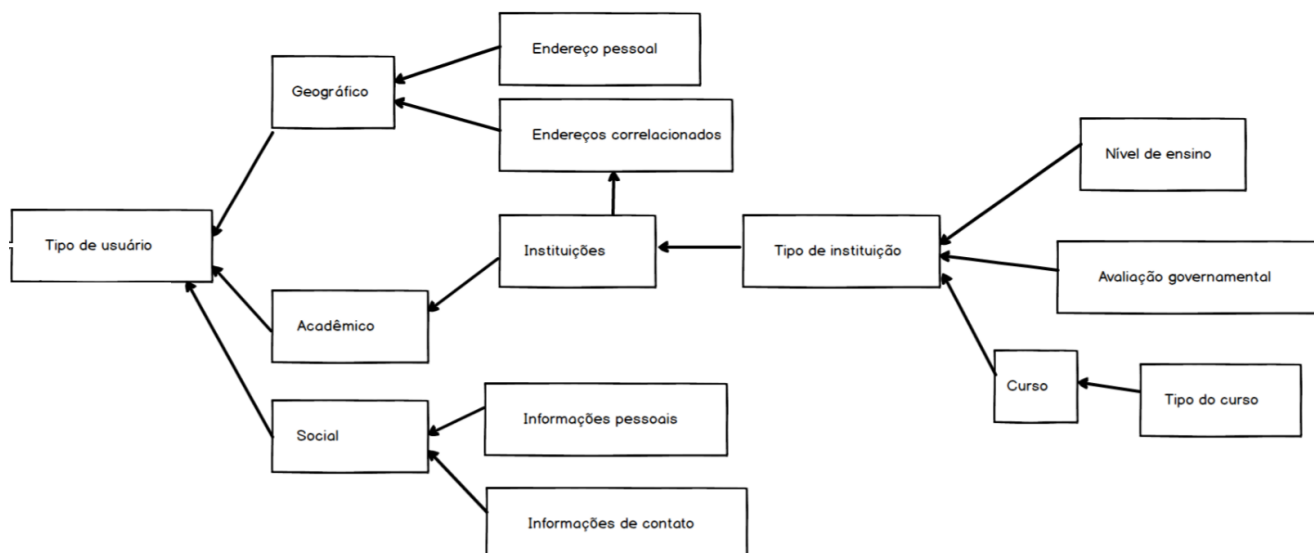 Endereço pessoal
Geográfico
Endereços correlacionados
Nível de ensino
Tipo de usuário
Instituições
Tipo de instituição
Avaliação governamental
Acadêmico
Curso
Tipo do curso
Social
Informações pessoais
Informações de contato